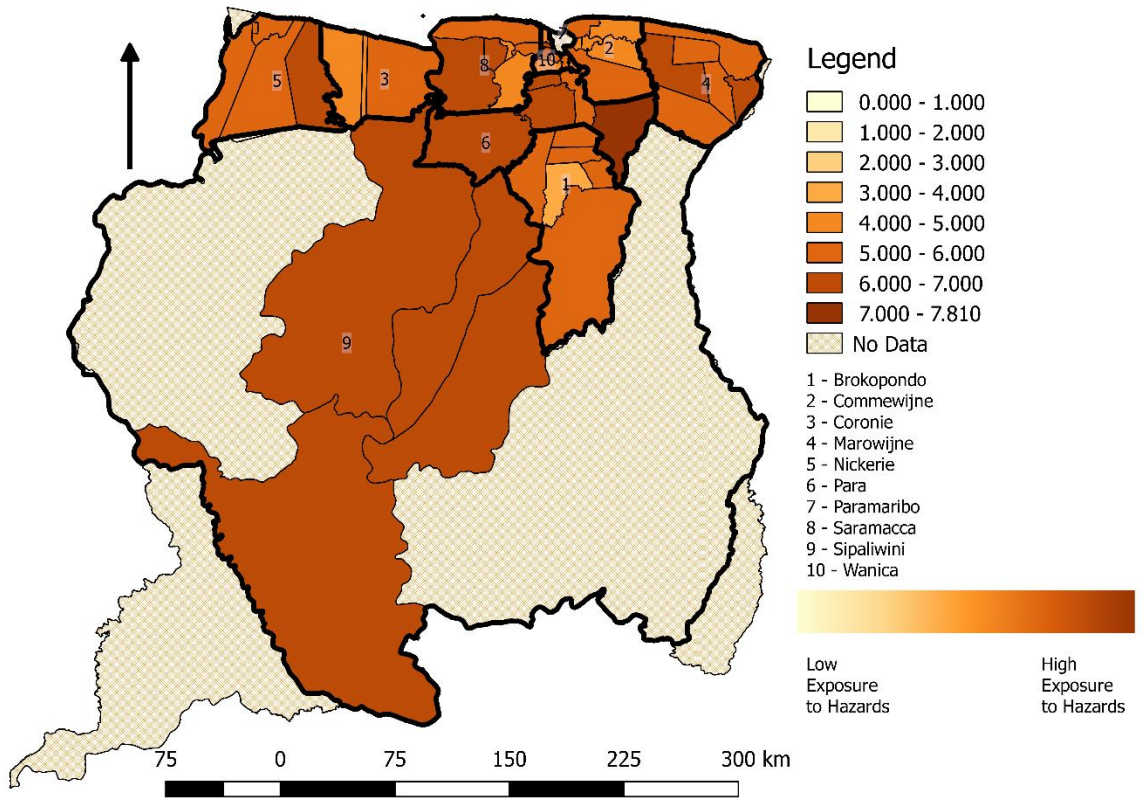 5
3
8
7
10
2
4
6
1
9
Legend
0.000 - 1.000
1.000 - 2.000
2.000 - 3.000
3.000 - 4.000
4.000 - 5.000
5.000 - 6.000
6.000 - 7.000
7.000 - 7.810
No Data
1 - Brokopondo
2 - Commewijne
3 - Coronie
4 - Marowijne
5 - Nickerie
6 - Para
7 - Paramaribo
8 - Saramacca
9 - Sipaliwini
10 - Wanica
Low
Exposure
to Hazards
High
Exposure
to Hazards
75 0 75 150 225 300 km